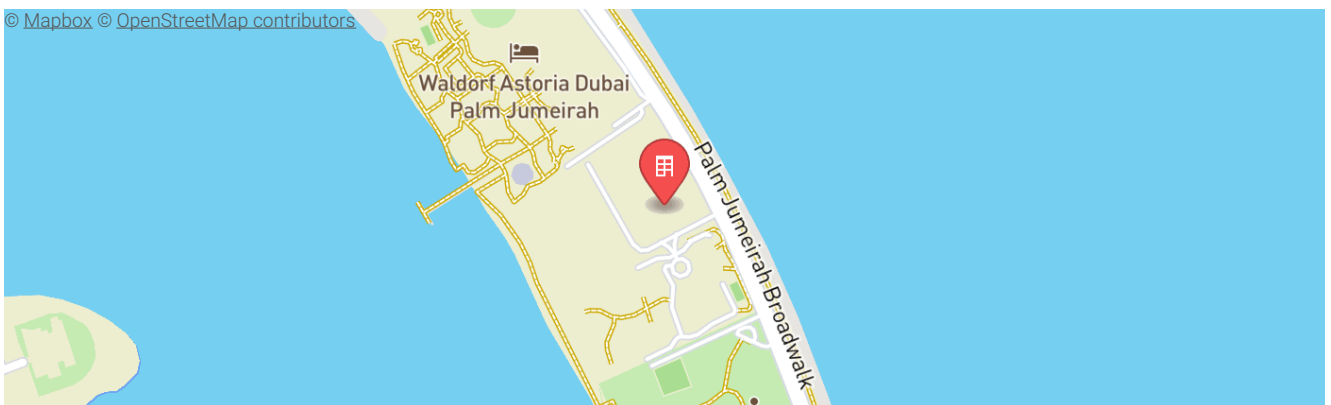 © Mapbox © OpenStreetMap contributors
Waldorf Astoria Dubai
Palm Jumeirah
Palm Jumeirah Broadwalk